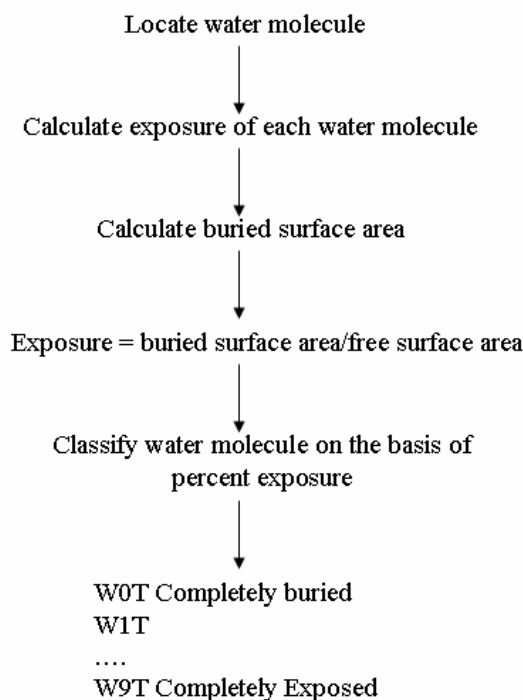 Locate water molecule
Calculate exposure of each water molecule
Calculate buried surface area
Exposure = buried surface area/free surface area
Classify water molecule on the basis of
percent exposure
W0T Completely buried
W1T
....
W9T Completely Exposed